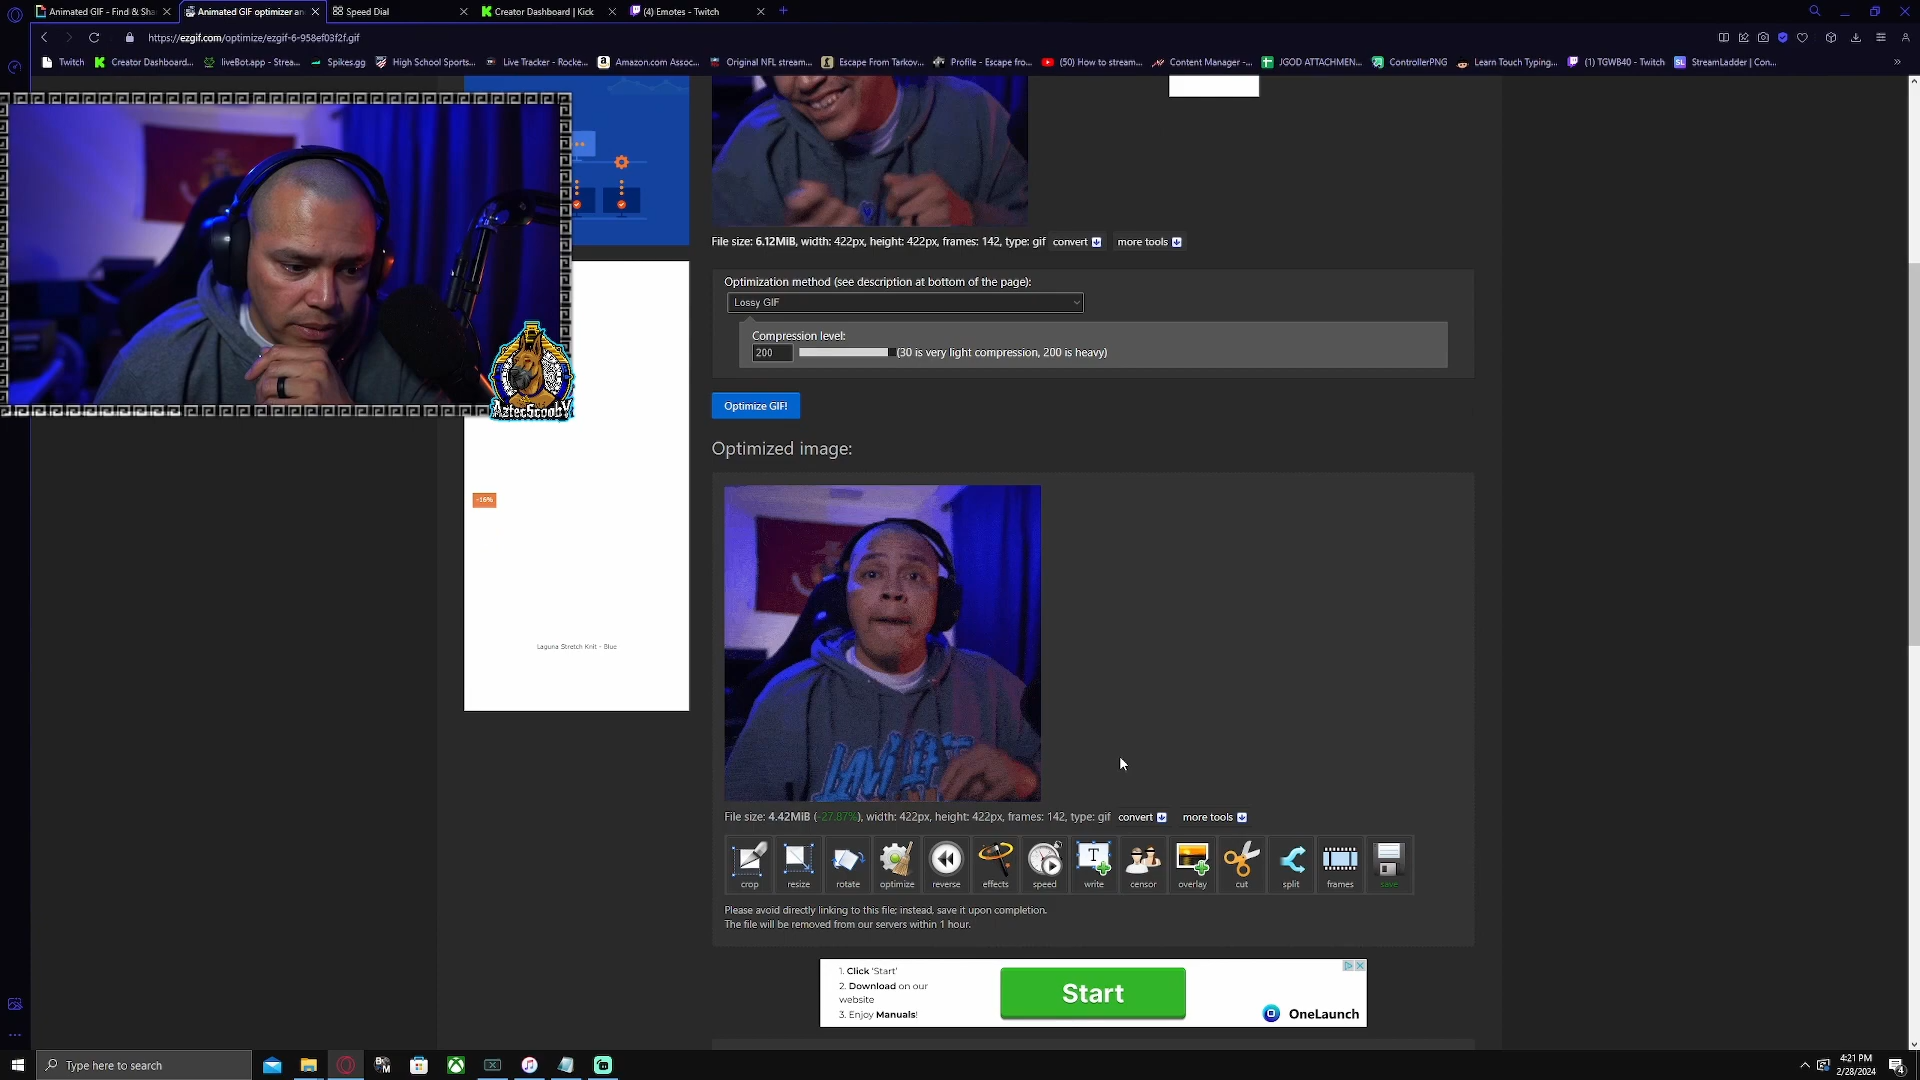 Animated GIF - Find & Sha
Animated GIF optimizer an
Speed Dial
Creator Dashboard | Kick
(4) Emotes - Twitch
https://ezgif.com/optimize/ezgif-6-958ef03f2f.gif
Twitch
Creator Dashboard...
liveBot.app - Strea...
Spikes.gg
High School Sports...
Live Tracker - Rocke...
Amazon.com Assoc...
Original NFL stream...
Escape From Tarkov...
Profile - Escape fro...
(50) How to stream...
Content Manager -...
JGOD ATTACHMEN...
ControllerPNG
Learn Touch Typing...
(1) TGWB40 - Twitch
StreamLadder | Con...
AztecScooby
File size: 6.12MiB, width: 422px, height: 422px, frames: 142, type: gif
convert
more tools
Optimization method (see description at bottom of the page):
Lossy GIF
Compression level:
200
(30 is very light compression, 200 is heavy)
Optimize GIF!
Optimized image:
-16%
Laguna Stretch Knit - Blue
File size: 4.42MiB (-27.87%), width: 422px, height: 422px, frames: 142, type: gif
convert
more tools
crop
resize
rotate
optimize
reverse
effects
speed
write
censor
overlay
cut
split
frames
save
Please avoid directly linking to this file; instead, save it upon completion.
The file will be removed from our servers within 1 hour.
1. Click 'Start'
2. Download on our
website
3. Enjoy Manuals!
Start
OneLaunch
Type here to search
4:21 PM
2/28/2024
4